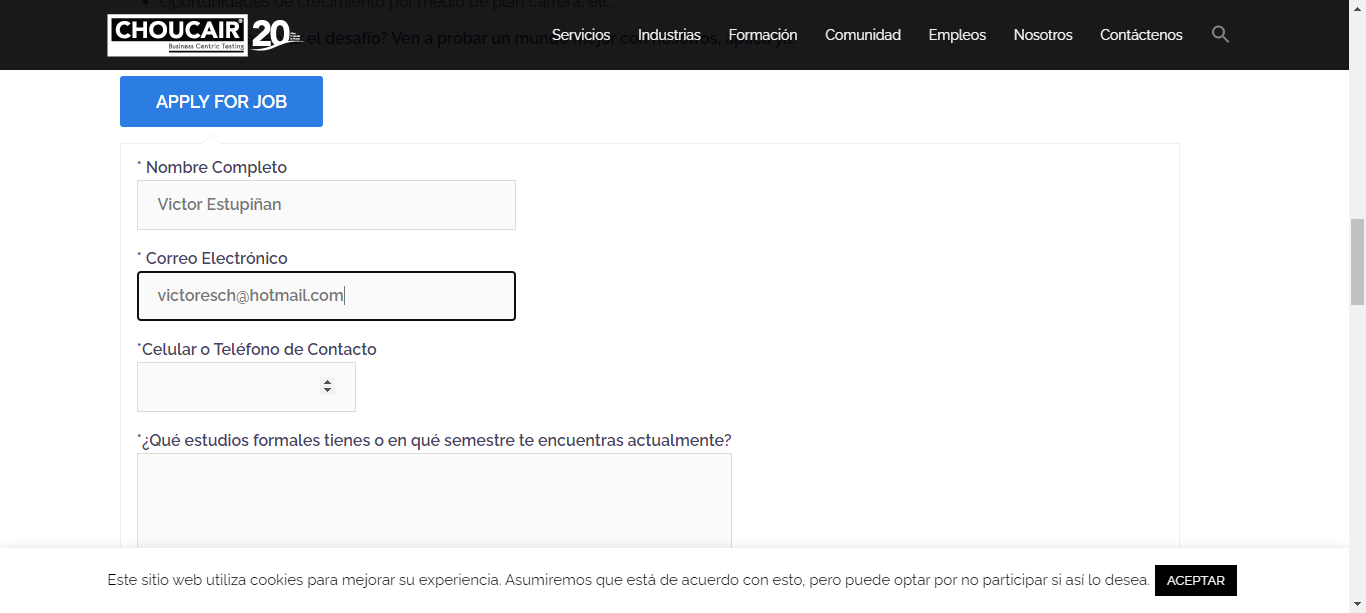 Oportunidades de crecimiento por medio de plan carrera, etc.
CHOUCAIR
Business Centric Testing
20
el desafío? Ven a probar un mundo mejor con nosotros, aplica ya!
Servicios Industrias Formación Comunidad Empleos Nosotros Contáctenos
APPLY FOR JOB
* Nombre Completo
Victor Estupiñan
* Correo Electrónico
victoresch@hotmail.com
*Celular o Teléfono de Contacto
*¿Qué estudios formales tienes o en qué semestre te encuentras actualmente?
Este sitio web utiliza cookies para mejorar su experiencia. Asumiremos que está de acuerdo con esto, pero puede optar por no participar si así lo desea. ACEPTAR